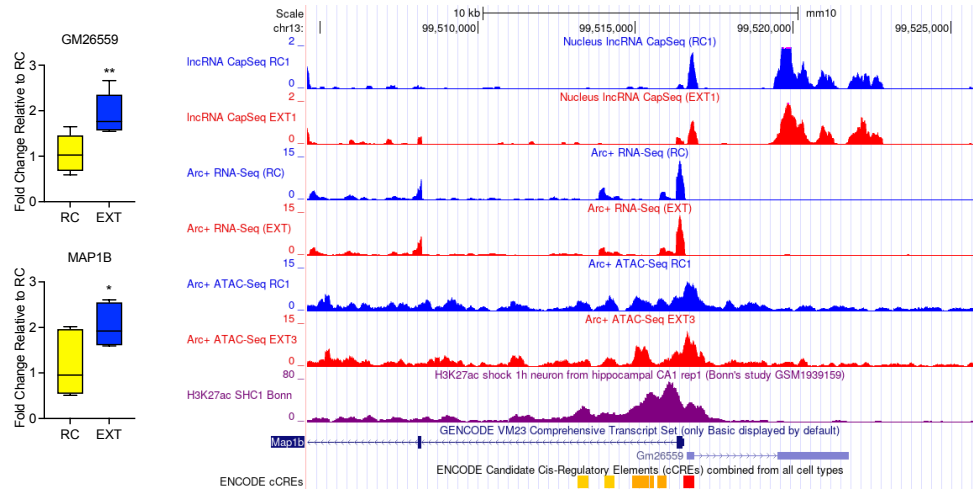 GM26559
Fold Change Relative to RC
3
2
1
0
**
RC EXT
MAP1B
Fold Change Relative to RC
3
2
1
0
*
RC EXT
Scale 10 kb mm10
chr13: 99,510,000 99,515,000 99,520,000 99,525,000
Nucleus lncRNA CapSeq (RC1)
2
lncRNA CapSeq RC1
0
Nucleus lncRNA CapSeq (EXT1)
2
lncRNA CapSeq EXT1
0
Arc+ RNA-Seq (RC)
15
Arc+ RNA-Seq (RC)
0
Arc+ RNA-Seq (EXT)
15
Arc+ RNA-Seq (EXT)
0
Arc+ ATAC-Seq RC1
15
Arc+ ATAC-Seq RC1
0
Arc+ ATAC-Seq EXT3
15
Arc+ ATAC-Seq EXT3
0
H3K27ac shock 1h neuron from hippocampal CA1 rep1 (Bonn's study GSM1939159)
80
H3K27ac SHC1 Bonn
0
GENCODE VM23 Comprehensive Transcript Set (only Basic displayed by default)
Map1b
Gm26559
ENCODE Candidate Cis-Regulatory Elements (cCREs) combined from all cell types
ENCODE cCREs